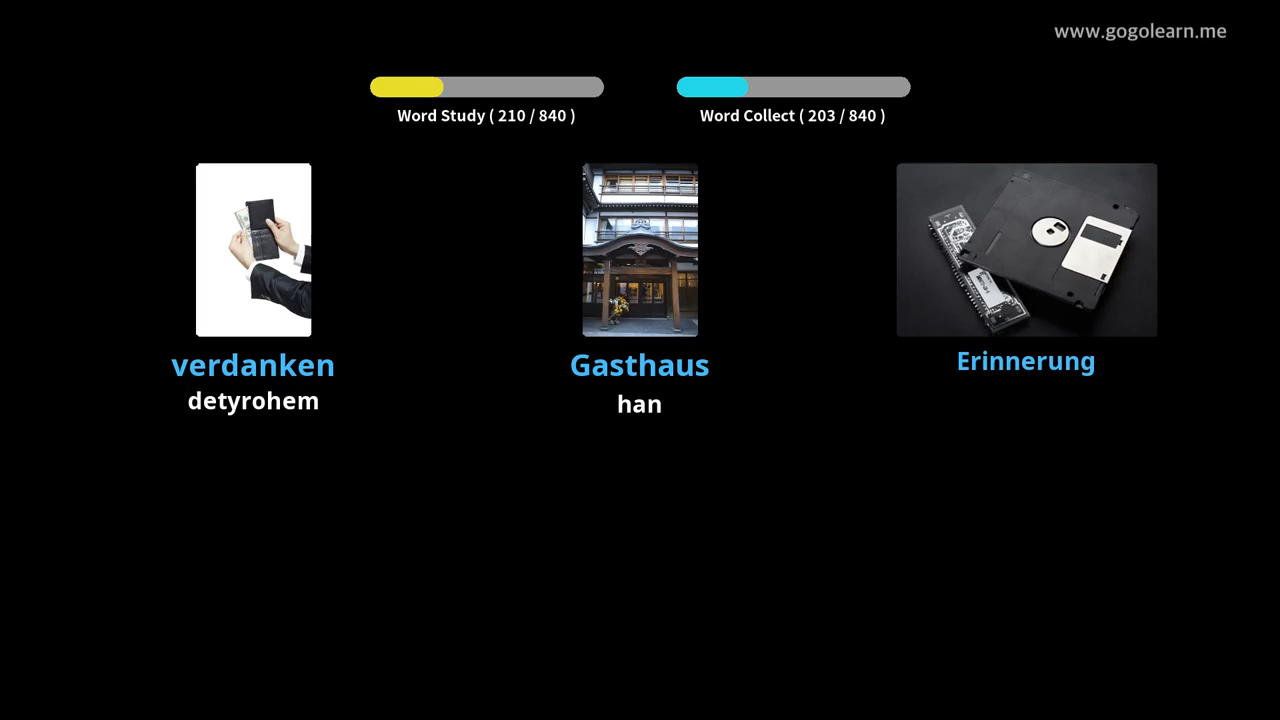 www.gogolearn.me
Word Study ( 210 / 840 )
Word Collect ( 203 / 840 )
verdanken
detyrohem
Gasthaus
han
Erinnerung